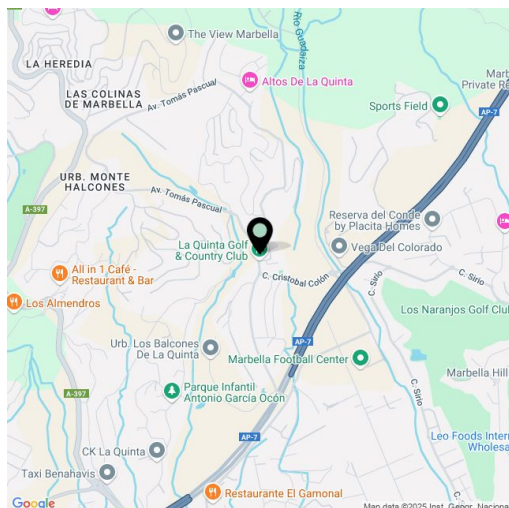 The View Marbella
Río Guadaiza
LA HEREDIA
Altos De La Quinta
Marb
Private Re
LAS COLINAS
DE MARBELLA
Av. Tomás Pascual
Sports Field
AP-7
URB. MONTE
HALCONES
Av. Tomás Pascual
A-397
Reserva del Conde
by Placita Homes
La Quinta Golf
& Country Club
Vega Del Colorado
C. Cristobal Colón
C. Sirio
C. Sirio
All in 1 Café -
Restaurant & Bar
Los Almendros
Los Naranjos Golf Club
Urb. Los Balcones
De La Quinta
AP-7
Marbella Football Center
Marbella Hill
A-397
Parque Infantil
Antonio García Ocón
C. Sirio
AP-7
Leo Foods Intern
Wholesa
CK La Quinta
Taxi Benahavis
Restaurante El Gamonal
Google
Map data ©2025 Inst. Geogr. Naciona